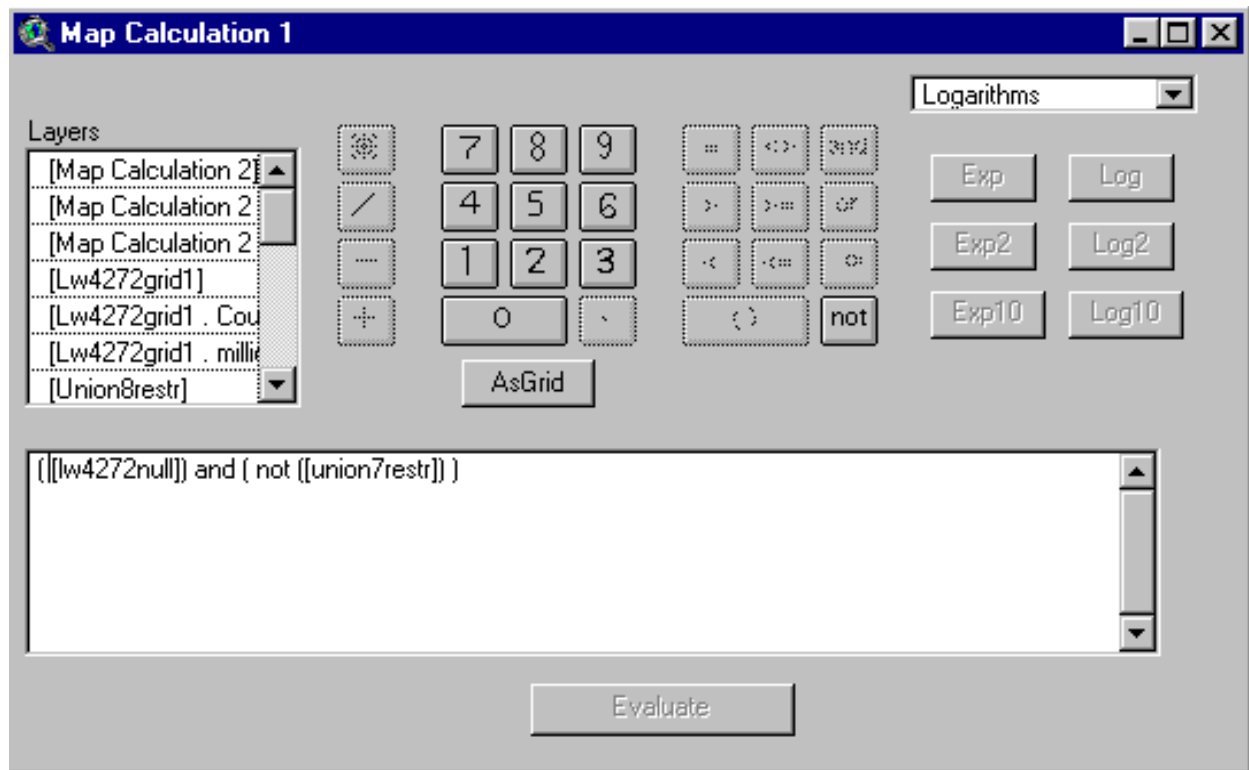 Map Calculation 1
Logarithms
Layers
[Map Calculation 2]
[Map Calculation 2
[Map Calculation 2
[Lw4272grid1]
[Lw4272grid1 . Cou
[Lw4272grid1 . milli
[Union8restr]
/ - +
7 8 9
4 5 6
1 2 3
0 .
AsGrid
= <> and
> >= or
< <=
( ) not
Exp Log
Exp2 Log2
Exp10 Log10
([lw4272null]) and ( not ([union7restr]) )
Evaluate